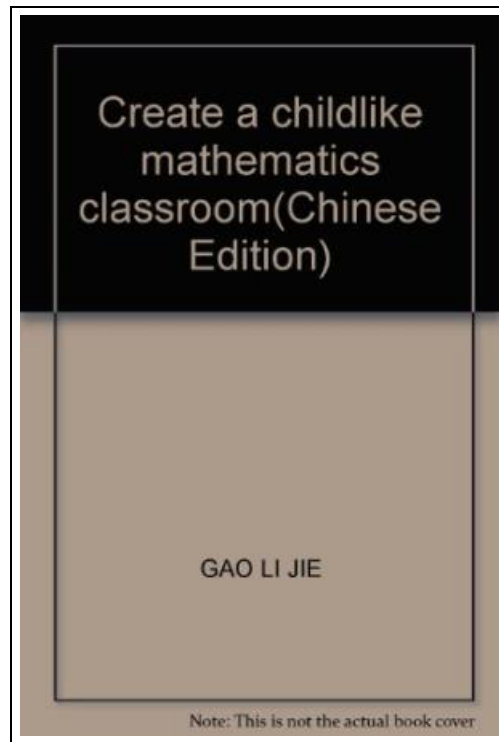 Create a childlike
mathematics
classroom(Chinese
Edition)
GAO LI JIE
Note: This is not the actual book cover